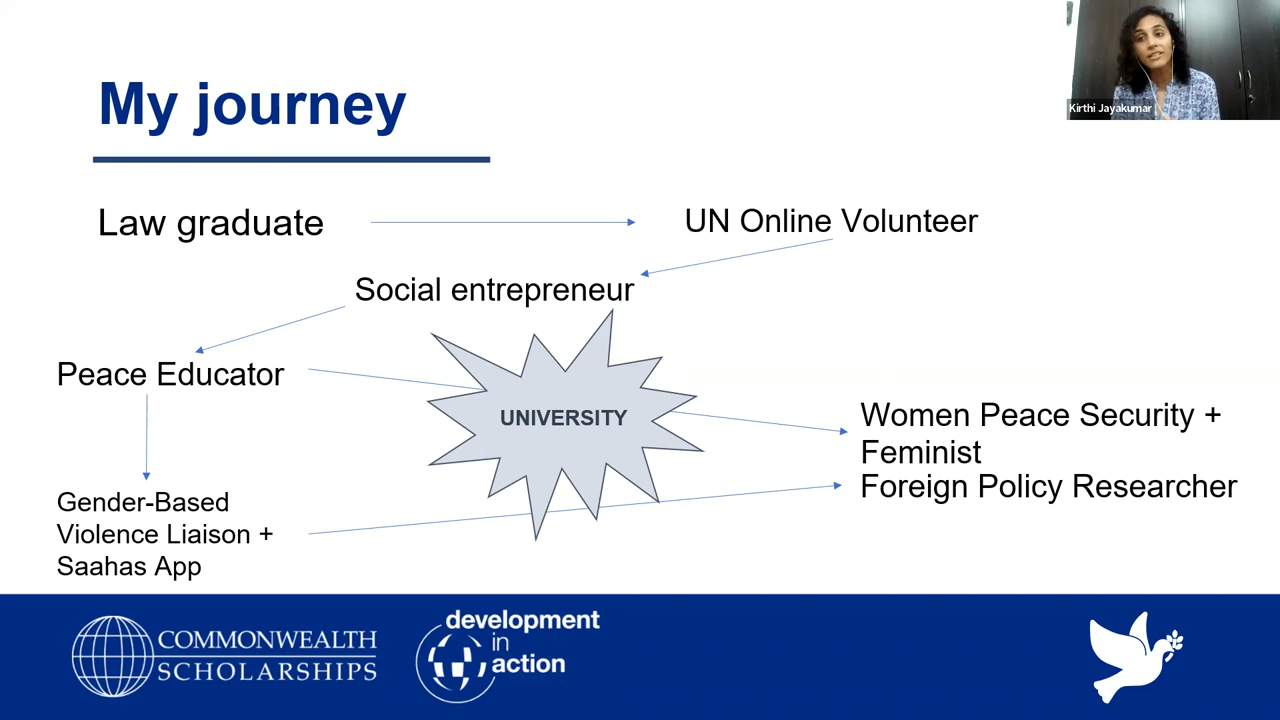 Kirthi Jayakumar
My journey
Law graduate
UN Online Volunteer
Social entrepreneur
Peace Educator
UNIVERSITY
Women Peace Security +
Feminist
Foreign Policy Researcher
Gender-Based
Violence Liaison +
Saahas App
COMMONWEALTH
SCHOLARSHIPS
development
in
action